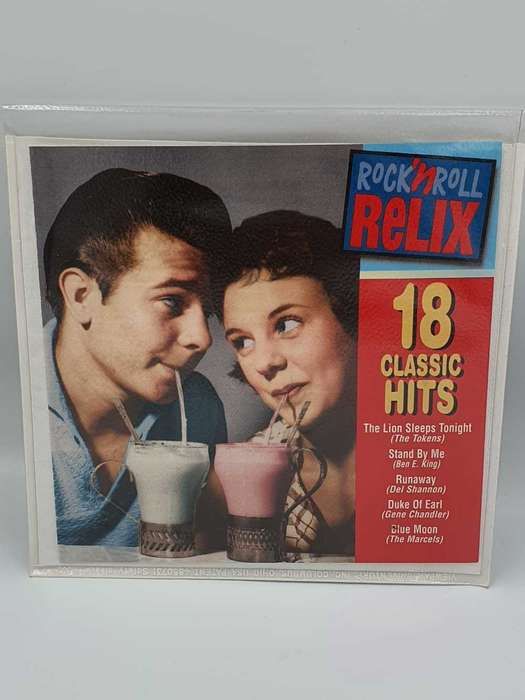 ROCK'N ROLL
RELIX
18
CLASSIC
HITS
The Lion Sleeps Tonight
(The Tokens)
Stand By Me
(Ben E. King)
Runaway
(Del Shannon)
Duke Of Earl
(Gene Chandler)
Blue Moon
(The Marcels)